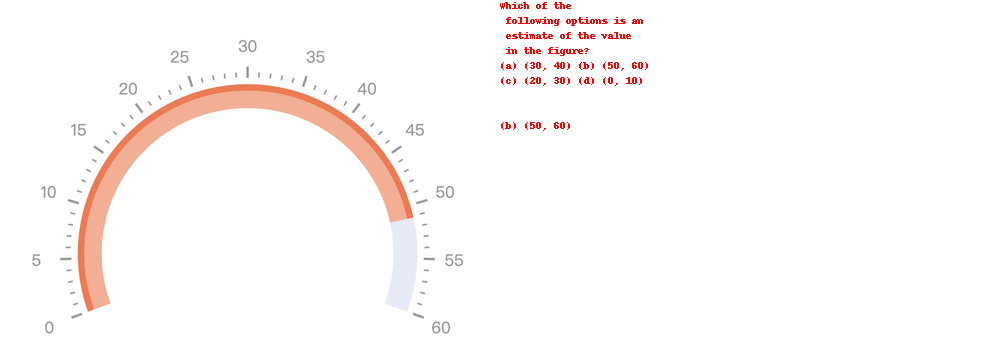 Which of the
following options is an
estimate of the value
in the figure?
(a) (30, 40) (b) (50, 60)
(c) (20, 30) (d) (0, 10)
(b) (50, 60)
0
5
10
15
20
25
30
35
40
45
50
55
60